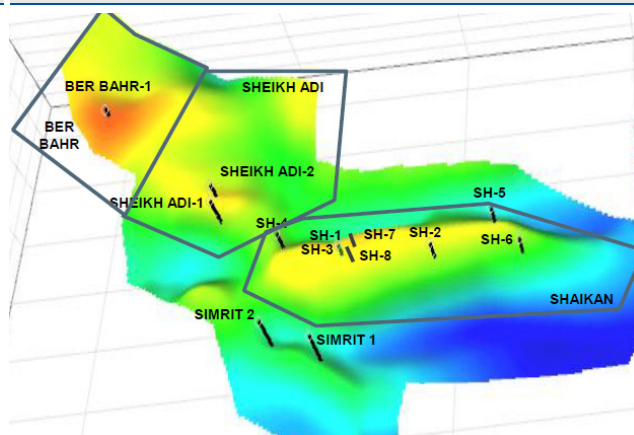 BER BAHR-1
SHEIKH ADI
BER
BAHR
SHEIKH ADI-2
SHEIKH ADI-1
SH-5
SH-4
SH-1
SH-7
SH-2
SH-6
SH-3
SH-8
SHAIKAN
SIMRIT 2
SIMRIT 1